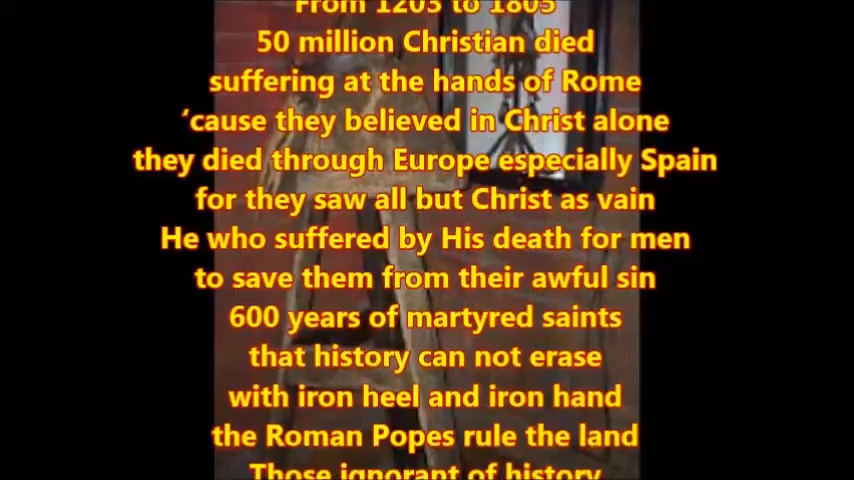 From 1203 to 1805
50 million Christian died
suffering at the hands of Rome
´cause they believed in Christ alone
they died through Europe especially Spain
for they saw all but Christ as vain
He who suffered by His death for men
to save them from their awful sin
600 years of martyred saints
that history can not erase
with iron heel and iron hand
the Roman Popes rule the land
Those ignorant of history